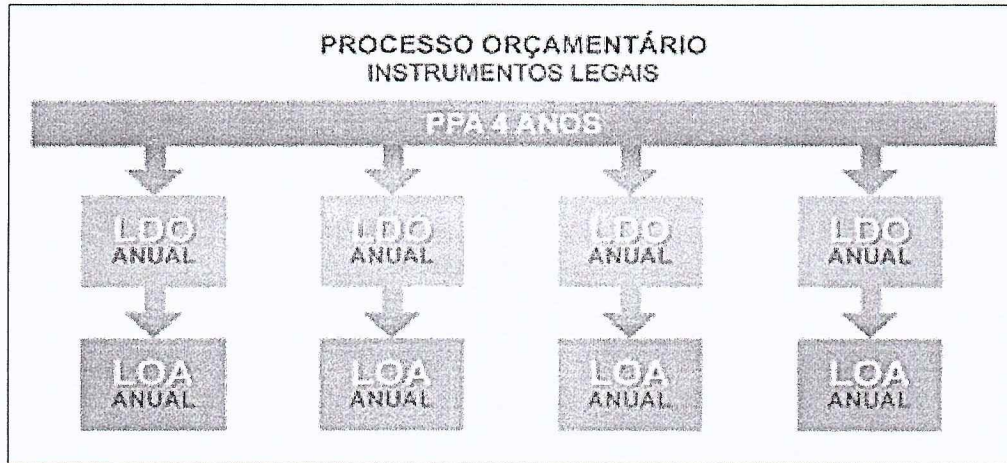 PROCESSO ORÇAMENTÁRIO
INSTRUMENTOS LEGAIS
PPA 4 ANOS
LDO
ANUAL
LDO
ANUAL
LDO
ANUAL
LDO
ANUAL
LOA
ANUAL
LOA
ANUAL
LOA
ANUAL
LOA
ANUAL